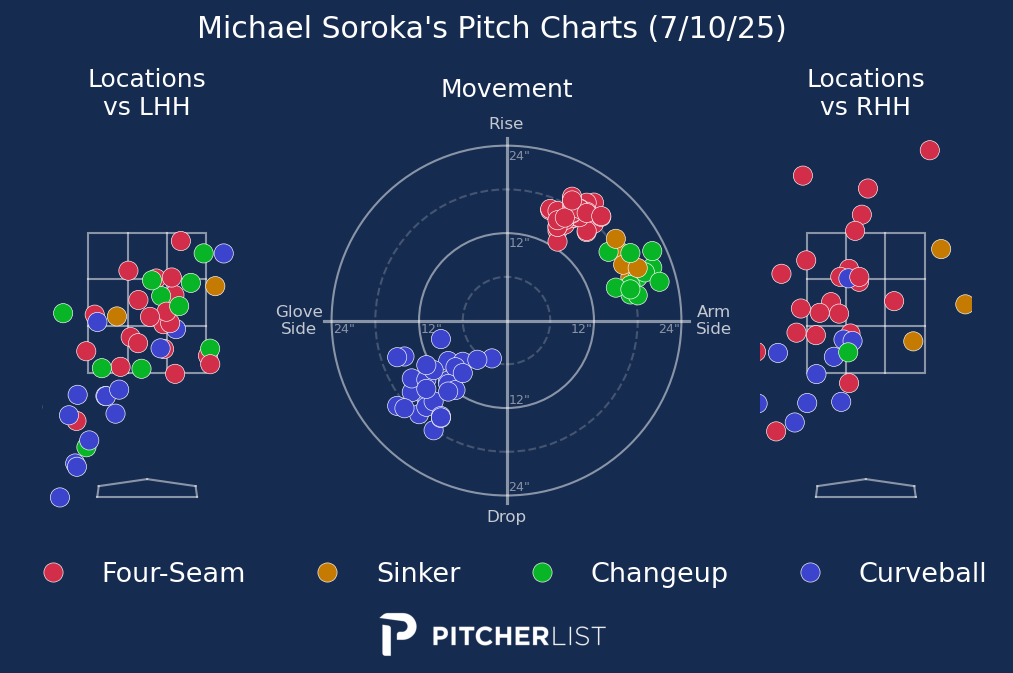 Michael Soroka's Pitch Charts (7/10/25)
Locations
vs LHH
Movement
Locations
vs RHH
Rise
24"
12"
Glove
Side
24"
12"
12"
24"
Arm
Side
12"
24"
Drop
Four-Seam
Sinker
Changeup
Curveball
PITCHERLIST